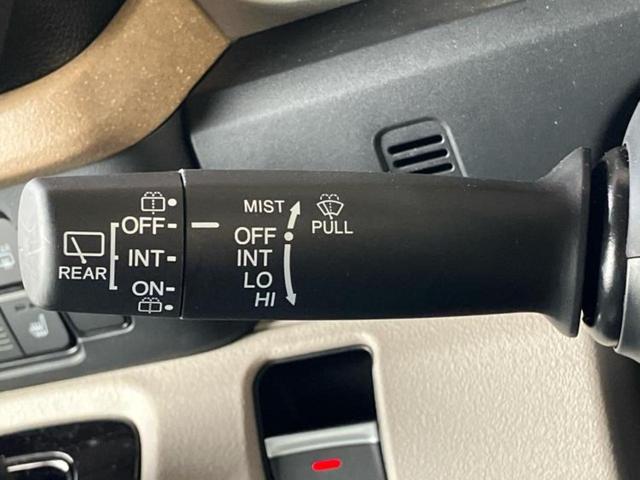 REAR
OFF
INT
ON
MIST
OFF
INT
LO
HI
PULL